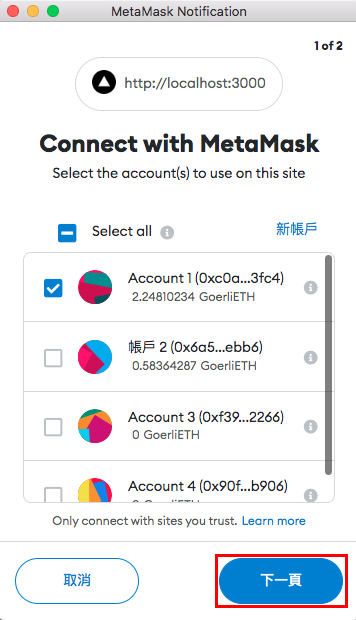 MetaMask Notification
1 of 2
http://localhost:3000
Connect with MetaMask
Select the account(s) to use on this site
Select all
新帳戶
Account 1 (0xc0a...3fc4)
2.24810234 GoerliETH
帳戶 2 (0x6a5...ebb6)
0.58364287 GoerliETH
Account 3 (0xf39...2266)
0 GoerliETH
Account 4 (0x90f...b906)
0 GoerliETH
Only connect with sites you trust. Learn more
取消
下一頁